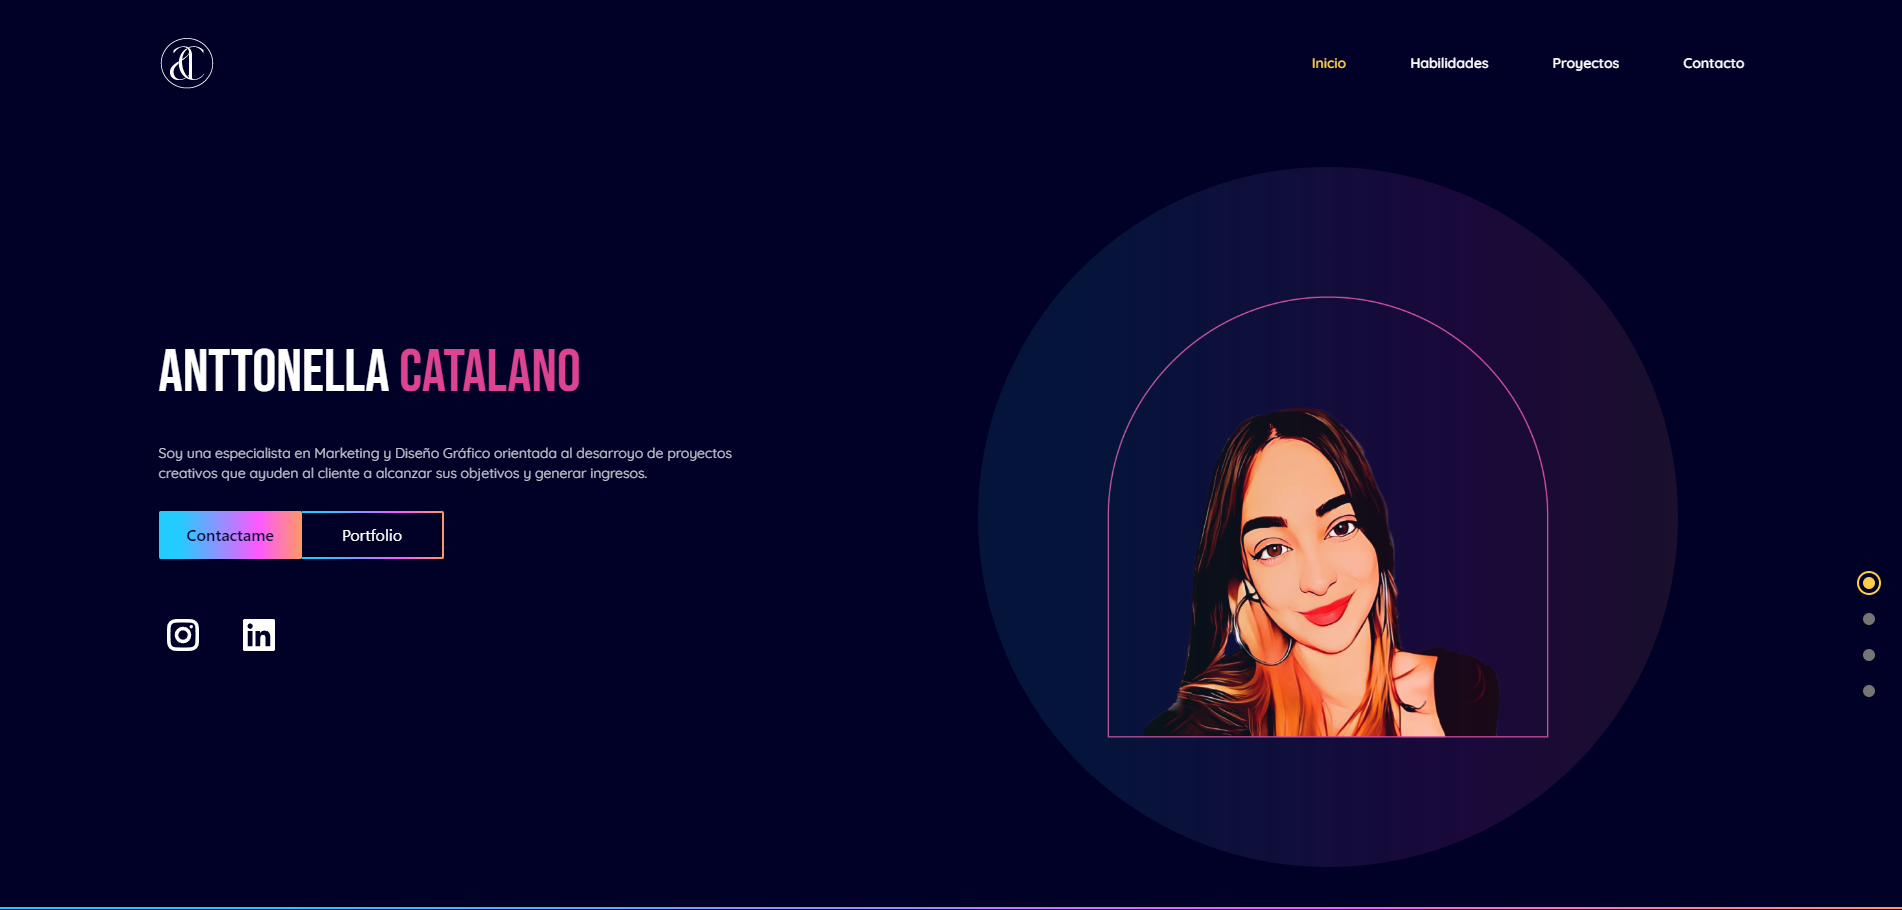 AC
Inicio Habilidades Proyectos Contacto
ANTTONELLA CATALANO
Soy una especialista en Marketing y Diseño Gráfico orientada al desarroyo de proyectos
creativos que ayuden al cliente a alcanzar sus objetivos y generar ingresos.
Contactame Portfolio
in